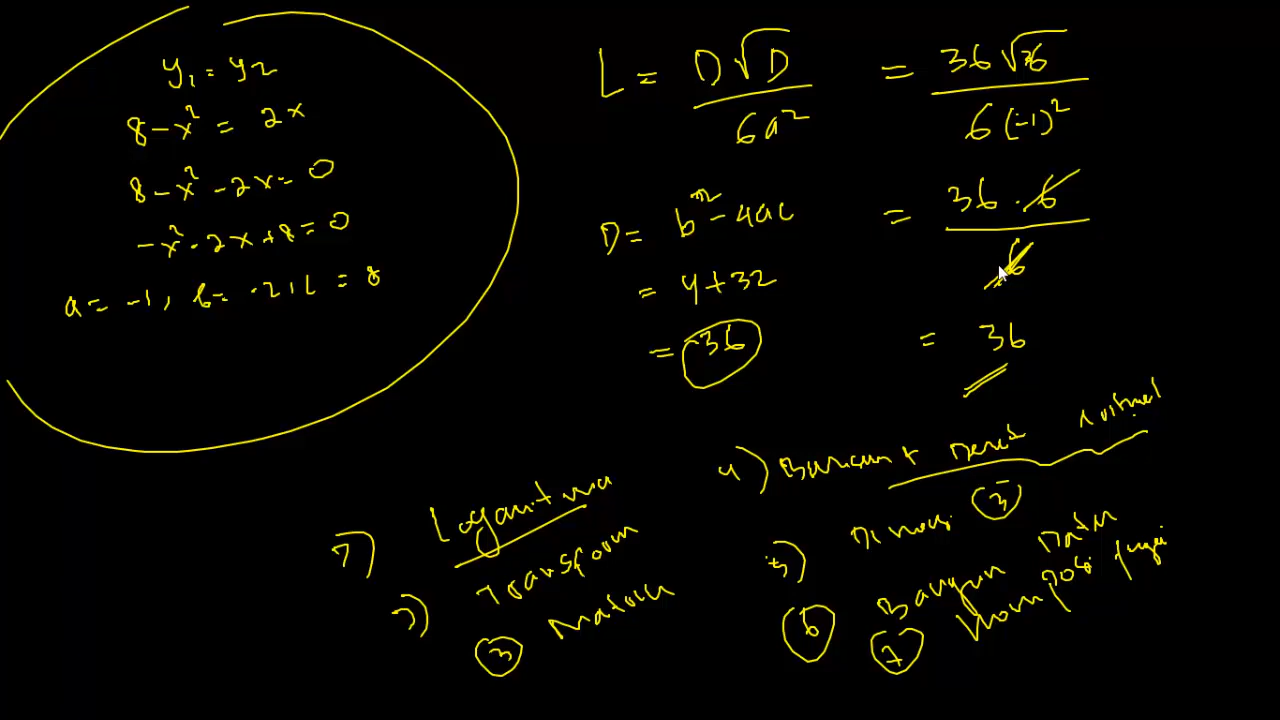 y₁ = y₂
8 - x² = 2x
8 - x² - 2x = 0
-x² - 2x + 8 = 0
a = -1, b = -2, c = 8
L = D√D / 6a² = 36√36 / 6(-1)²
= 36 · 6 / 6
= 36
D = b² - 4ac
= 4 + 32
= 36
1) Logaritma
2) Transform
3 Matriks
4) Barisan & Deret
3
5)
6 Bangun Datar
7 Komposisi fungsi